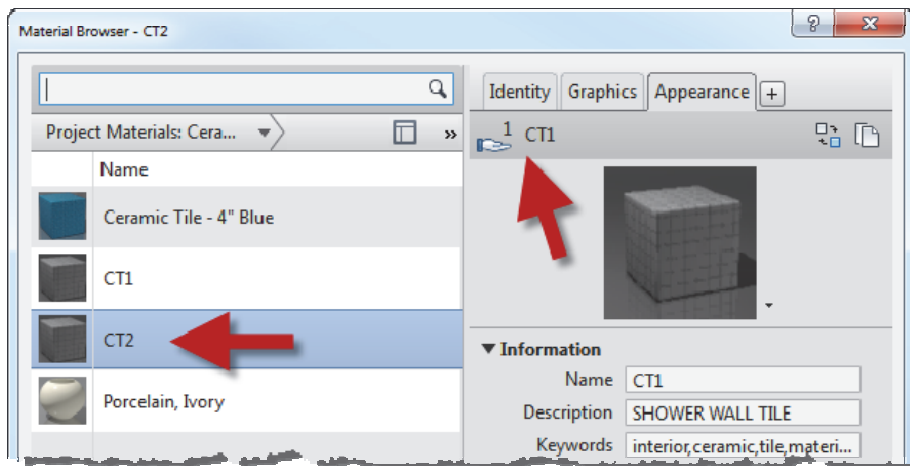 Material Browser - CT2
?
Project Materials: Cera...
»
Name
Ceramic Tile - 4" Blue
CT1
CT2
Porcelain, Ivory
Identity Graphics Appearance +
1 CT1
Information
Name CT1
Description SHOWER WALL TILE
Keywords interior,ceramic,tile,materi...